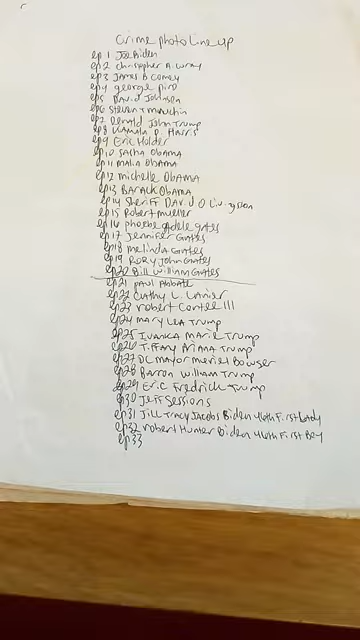 Crime photo line up
ep 1 Joe Biden
ep2 christopher A wray
ep3 James B Comey
ep4 george piro
ep5 David Johnson
ep6 Steven T mnuchin
ep7 Donald John Trump
ep8 Kamala D. Harris
ep9 Eric Holder
ep10 Sasha Obama
ep11 malia Obama
ep12 michelle Obama
ep13 Barack Obama
ep14 Sheriff David O Livingston
ep15 Robert mueller
ep16 phoebe Adele gates
ep17 Jennifer Gates
ep18 melinda Gates
ep19 Rory John Gates
ep20 Bill William Gates
ep21 paul Abbate
ep22 Cathy L. Lanier
ep23 robert Contee III
ep24 mary Lea Trump
ep25 Ivanka Marie Trump
ep26 Tiffany Ariana Trump
ep27 DC mayor meriel Bowser
ep28 Barron William Trump
ep29 Eric Fredrick Trump
ep30 Jeff Sessions
ep31 Jill Tracy Jacobs Biden 46th First Lady
ep32 robert Hunter Biden 46th First Boy
ep33